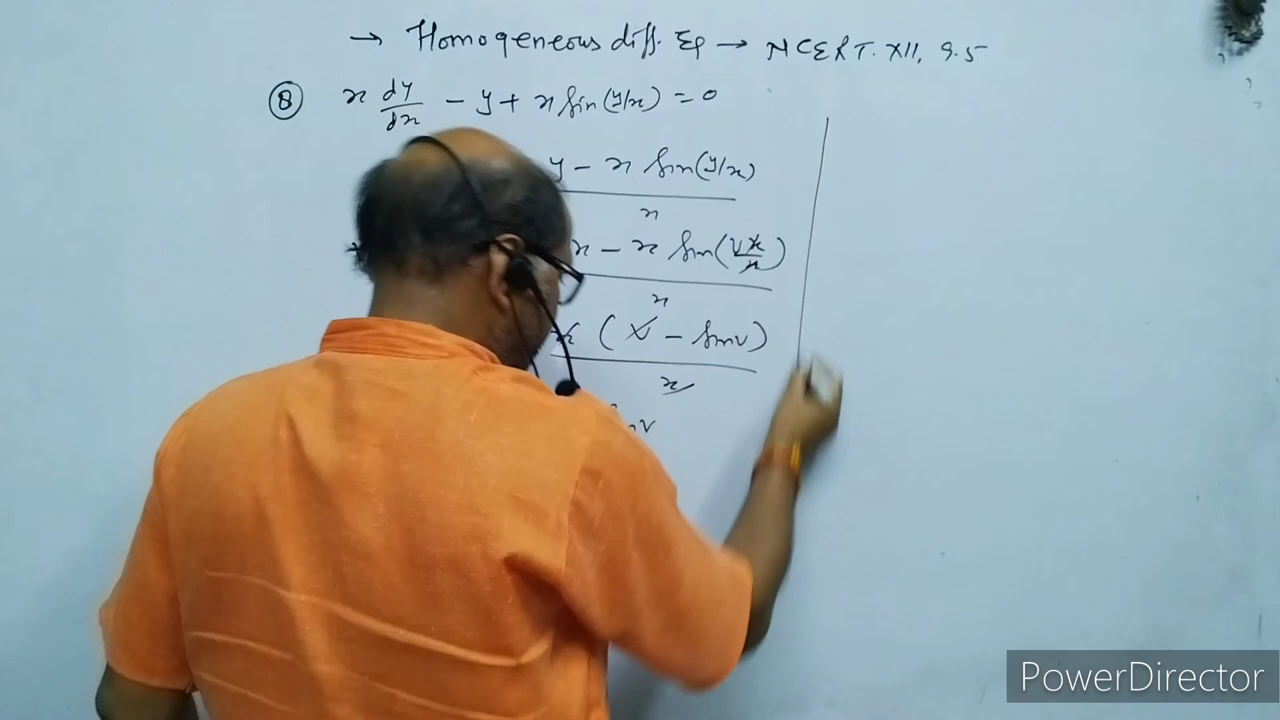 → Homogeneous diff. Eq → NCERT. XII, 9.5
⑧ x dy/dx - y + x sin(y/x) = 0
y - x sin(y/x)
x
x - x sin(vx/x)
x
x (v - sinv)
x
v
PowerDirector